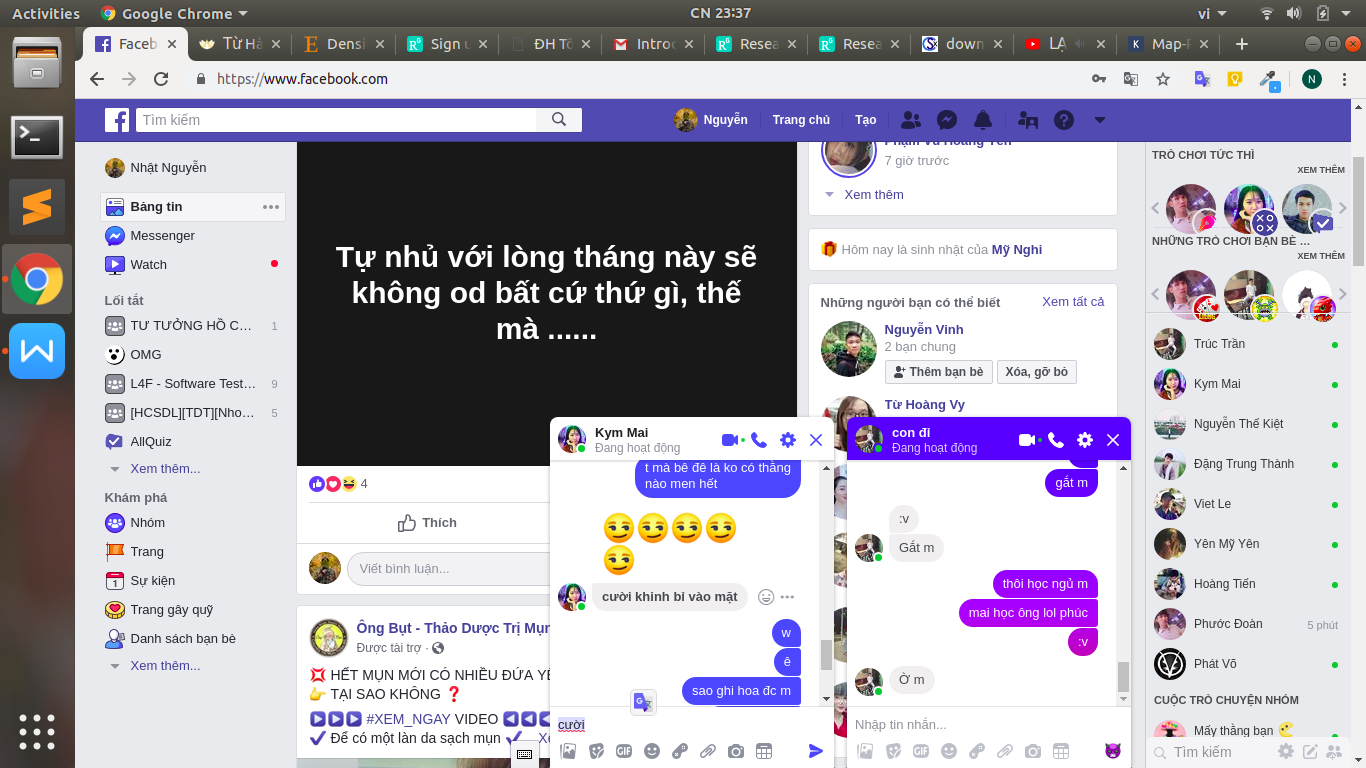 Activities
Google Chrome
CN 23:37
vi
Faceb
Từ Hà
Densi
Sign u
ĐH Tô
Introd
Resea
Resea
down
Map-F
https://www.facebook.com
N
Tìm kiếm
Nguyễn
Trang chủ
Tạo
Nhật Nguyễn
Bảng tin
Messenger
Watch
Lối tắt
TƯ TƯỞNG HỒ C... 1
OMG
L4F - Software Test... 9
[HCSDL][TDT][Nho... 5
AllQuiz
Xem thêm...
Khám phá
Nhóm
Trang
Sự kiện
Trang gây quỹ
Danh sách bạn bè
Xem thêm...
Tự nhủ với lòng tháng này sẽ
không od bất cứ thứ gì, thế
mà ......
4
Thích
Viết bình luận...
Ông Bụt - Thảo Dược Trị Mụn
Được tài trợ ·
💢 HẾT MỤN MỚI CÓ NHIỀU ĐỨA YÊ
👉 TẠI SAO KHÔNG ❓
#XEM_NGAY VIDEO
✔ Để có một làn da sạch mụn ✔
7 giờ trước
Xem thêm
Hôm nay là sinh nhật của Mỹ Nghi
Những người bạn có thể biết
Xem tất cả
Nguyễn Vinh
2 bạn chung
Thêm bạn bè
Xóa, gỡ bỏ
Từ Hoàng Vy
Kym Mai
Đang hoạt động
t mà bê đê là ko có thằng
nào men hết
😏😏😏😏
😏
cười khinh bỉ vào mặt
w
ê
sao ghi hoa đc m
cười
GIF
con đĩ
Đang hoạt động
gắt m
:v
Gắt m
thôi học ngủ m
mai học ông lol phúc
:v
Ờ m
Nhập tin nhắn...
GIF
TRÒ CHƠI TỨC THÌ
XEM THÊM
NHỮNG TRÒ CHƠI BẠN BÈ ...
XEM THÊM
Trúc Trần
Kym Mai
Nguyễn Thế Kiệt
Đặng Trung Thành
Viet Le
Yên Mỹ Yên
Hoàng Tiến
Phước Đoàn 5 phút
Phát Võ
CUỘC TRÒ CHUYỆN NHÓM
Mấy thằng bạn
Tìm kiếm